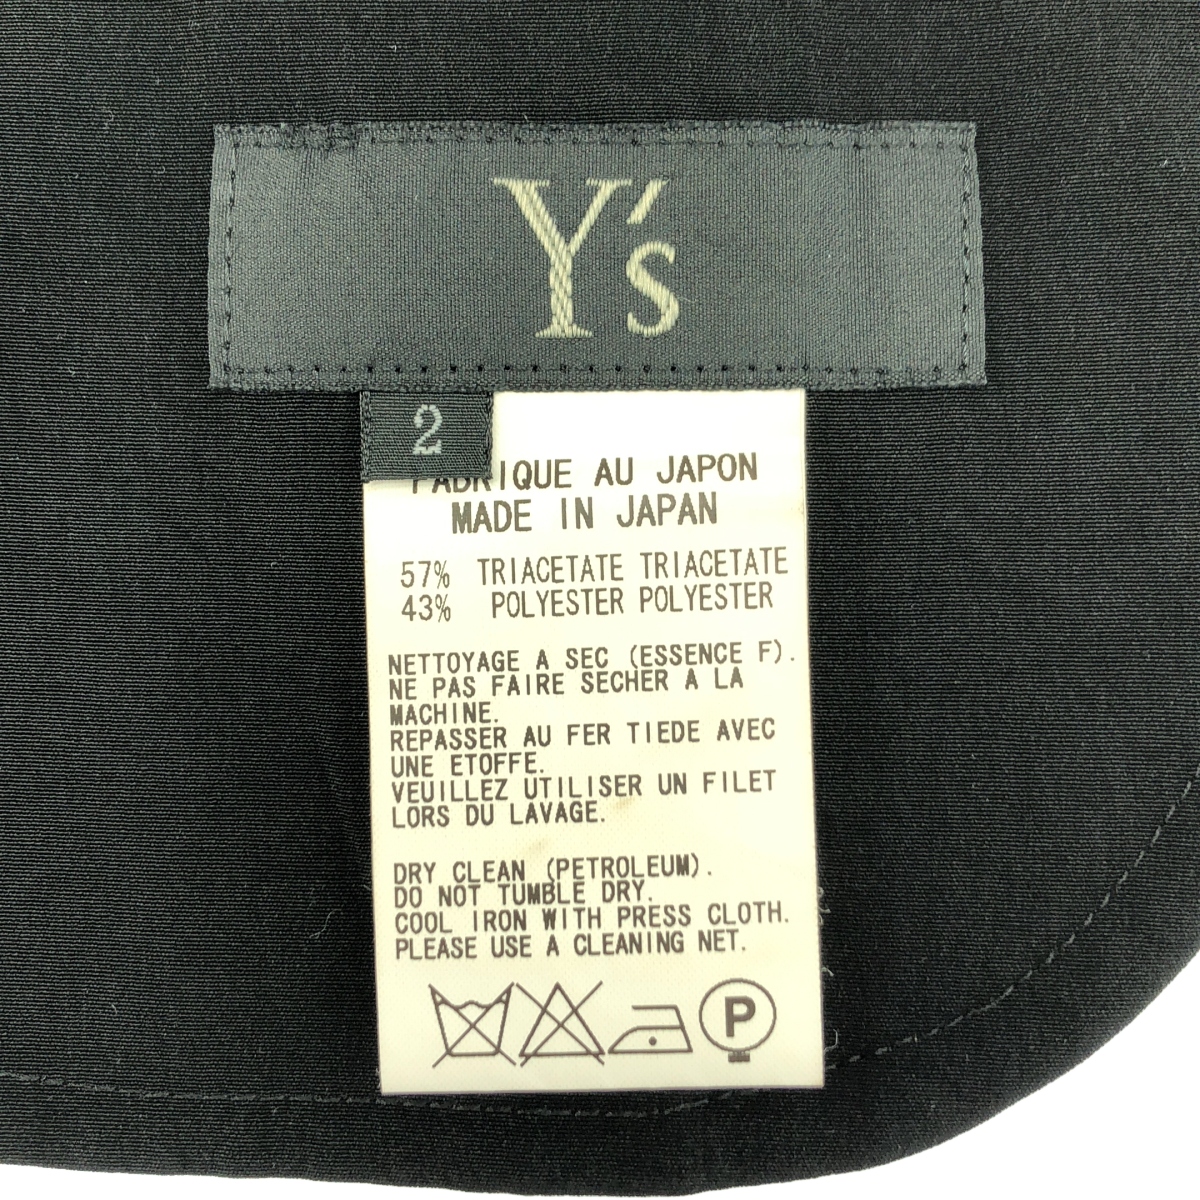 Y's
2
FABRIQUE AU JAPON
MADE IN JAPAN
57% TRIACETATE TRIACETATE
43% POLYESTER POLYESTER
NETTOYAGE A SEC (ESSENCE F).
NE PAS FAIRE SECHER A LA
MACHINE.
REPASSER AU FER TIEDE AVEC
UNE ETOFFE.
VEUILLEZ UTILISER UN FILET
LORS DU LAVAGE.
DRY CLEAN (PETROLEUM).
DO NOT TUMBLE DRY.
COOL IRON WITH PRESS CLOTH.
PLEASE USE A CLEANING NET.
P